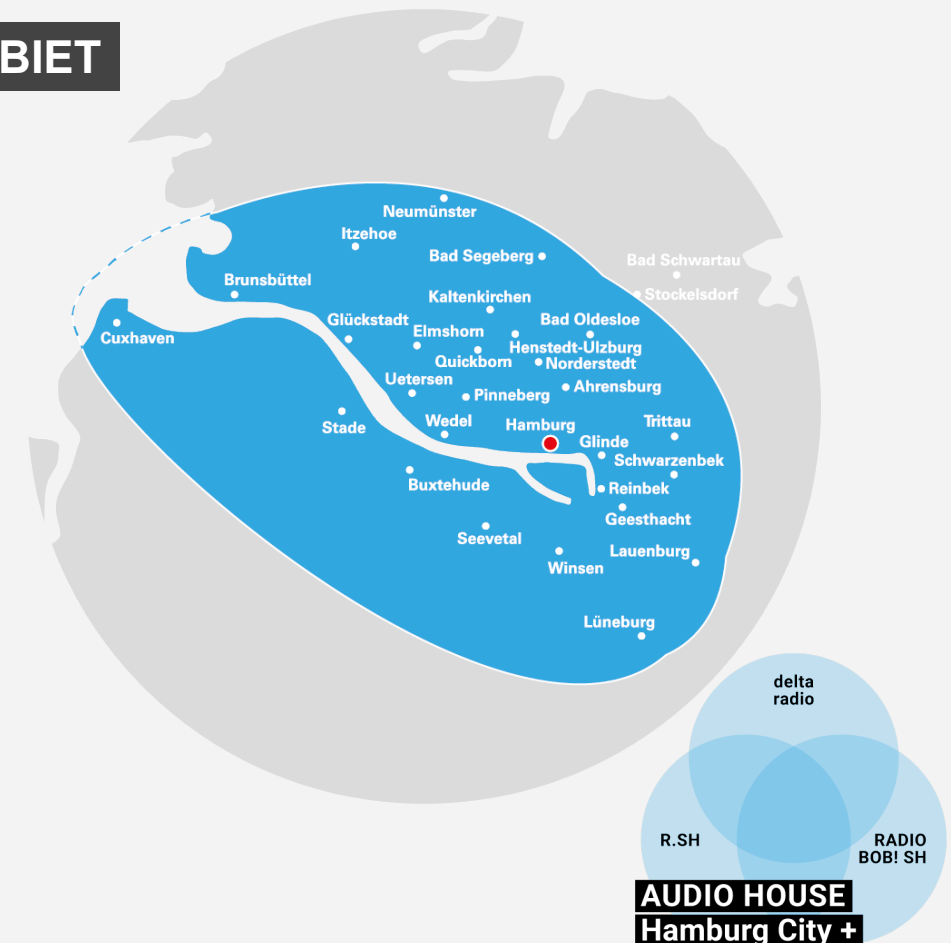 BIET
Neumünster
Itzehoe
Bad Segeberg
Bad Schwartau
Brunsbüttel
Stockelsdorf
Kaltenkirchen
Glückstadt
Bad Oldesloe
Elmshorn
Cuxhaven
Henstedt-Ulzburg
Quickborn
Norderstedt
Uetersen
Ahrensburg
Pinneberg
Wedel
Trittau
Stade
Hamburg
Glinde
Schwarzenbek
Buxtehude
Reinbek
Geesthacht
Seevetal
Lauenburg
Winsen
Lüneburg
delta
radio
R.SH
RADIO
BOB! SH
AUDIO HOUSE
Hamburg City +